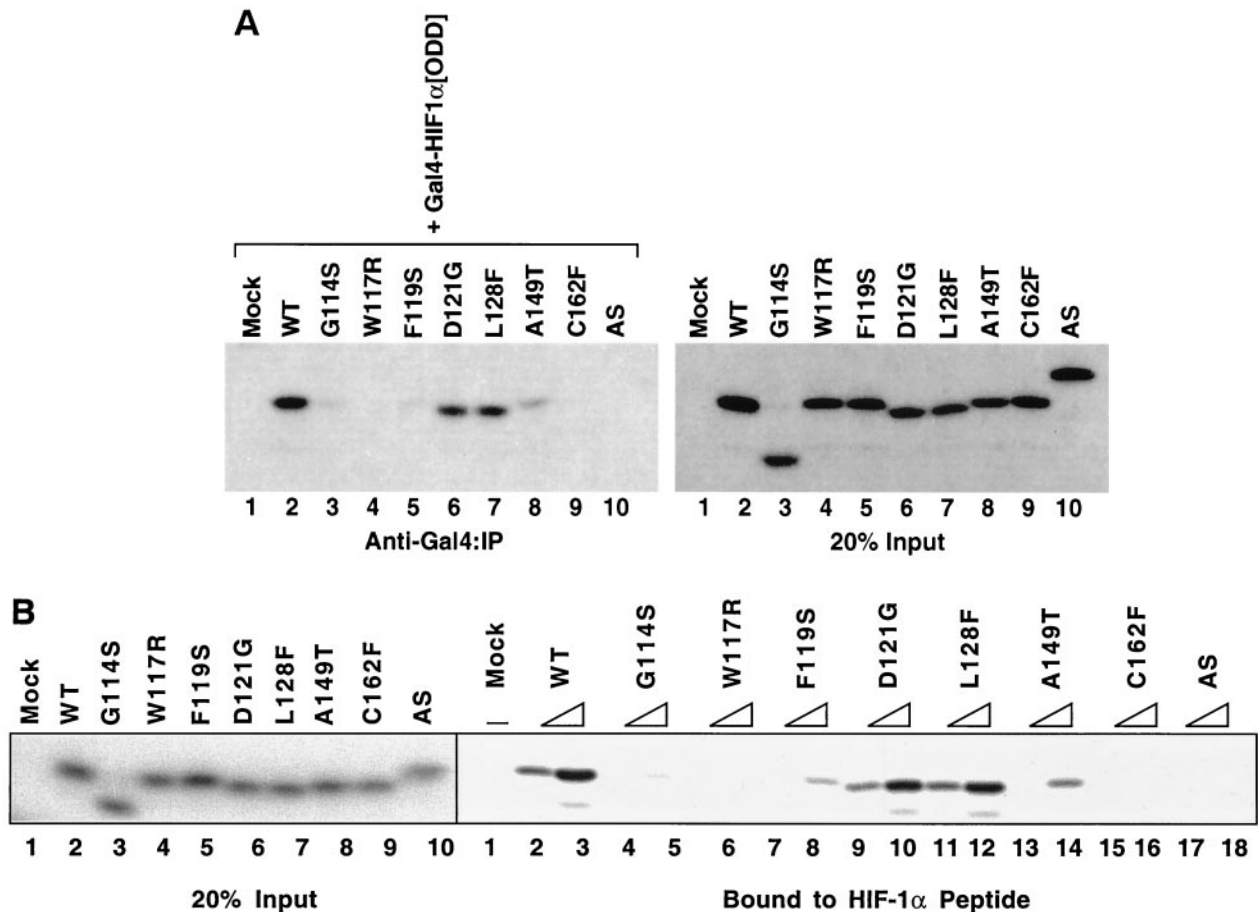 A
+ Gal4-HIF1α[ODD]
Mock WT G114S W117R F119S D121G L128F A149T C162F AS
Mock WT G114S W117R F119S D121G L128F A149T C162F AS
1 2 3 4 5 6 7 8 9 10
1 2 3 4 5 6 7 8 9 10
Anti-Gal4:IP
20% Input
B
Mock WT G114S W117R F119S D121G L128F A149T C162F AS
Mock WT G114S W117R F119S D121G L128F A149T C162F AS
1 2 3 4 5 6 7 8 9 10
1 2 3 4 5 6 7 8 9 10 11 12 13 14 15 16 17 18
20% Input
Bound to HIF-1α Peptide